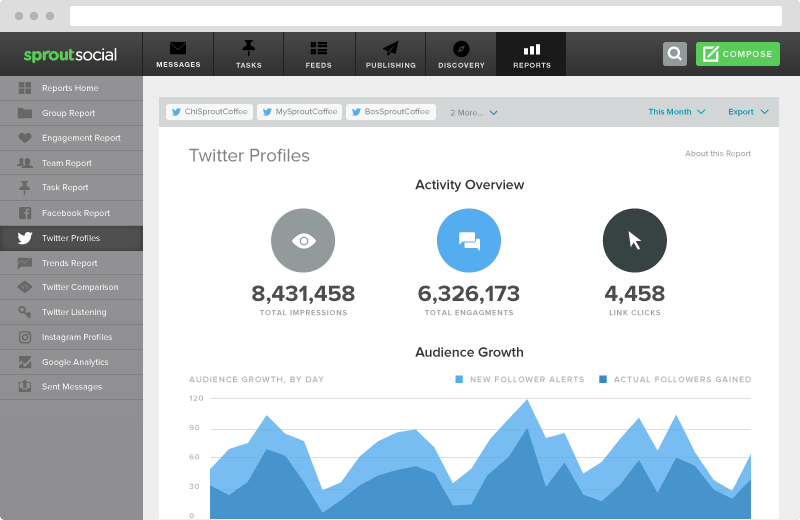 sproutsocial
MESSAGES
TASKS
FEEDS
PUBLISHING
DISCOVERY
REPORTS
COMPOSE
Reports Home
Group Report
Engagement Report
Team Report
Task Report
Facebook Report
Twitter Profiles
Trends Report
Twitter Comparison
Twitter Listening
Instagram Profiles
Google Analytics
Sent Messages
ChiSproutCoffee
MySproutCoffee
BosSproutCoffee
2 More...
This Month
Export
Twitter Profiles
About this Report
Activity Overview
8,431,458
6,326,173
4,458
TOTAL IMPRESSIONS
TOTAL ENGAGMENTS
LINK CLICKS
Audience Growth
AUDIENCE GROWTH, BY DAY
NEW FOLLOWER ALERTS
ACTUAL FOLLOWERS GAINED
120
90
60
30
0